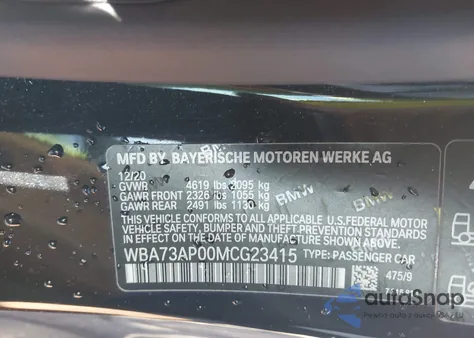 MFD BY BAYERISCHE MOTOREN WERKE AG
12/20
GVWR 4619 lbs 2095 kg
GAWR FRONT 2326 lbs 1055 kg
GAWR REAR 2491 lbs 1130 kg
THIS VEHICLE CONFORMS TO ALL APPLICABLE U.S.FEDERAL MOTOR
VEHICLE SAFETY, BUMPER AND THEFT PREVENTION STANDARDS
IN EFFECT ON THE DATE OF MANUFACTURE SHOWN ABOVE.
WBA73AP00MCG23415 TYPE: PASSENGER CAR
475/9
BMW
BMW
autoSnap